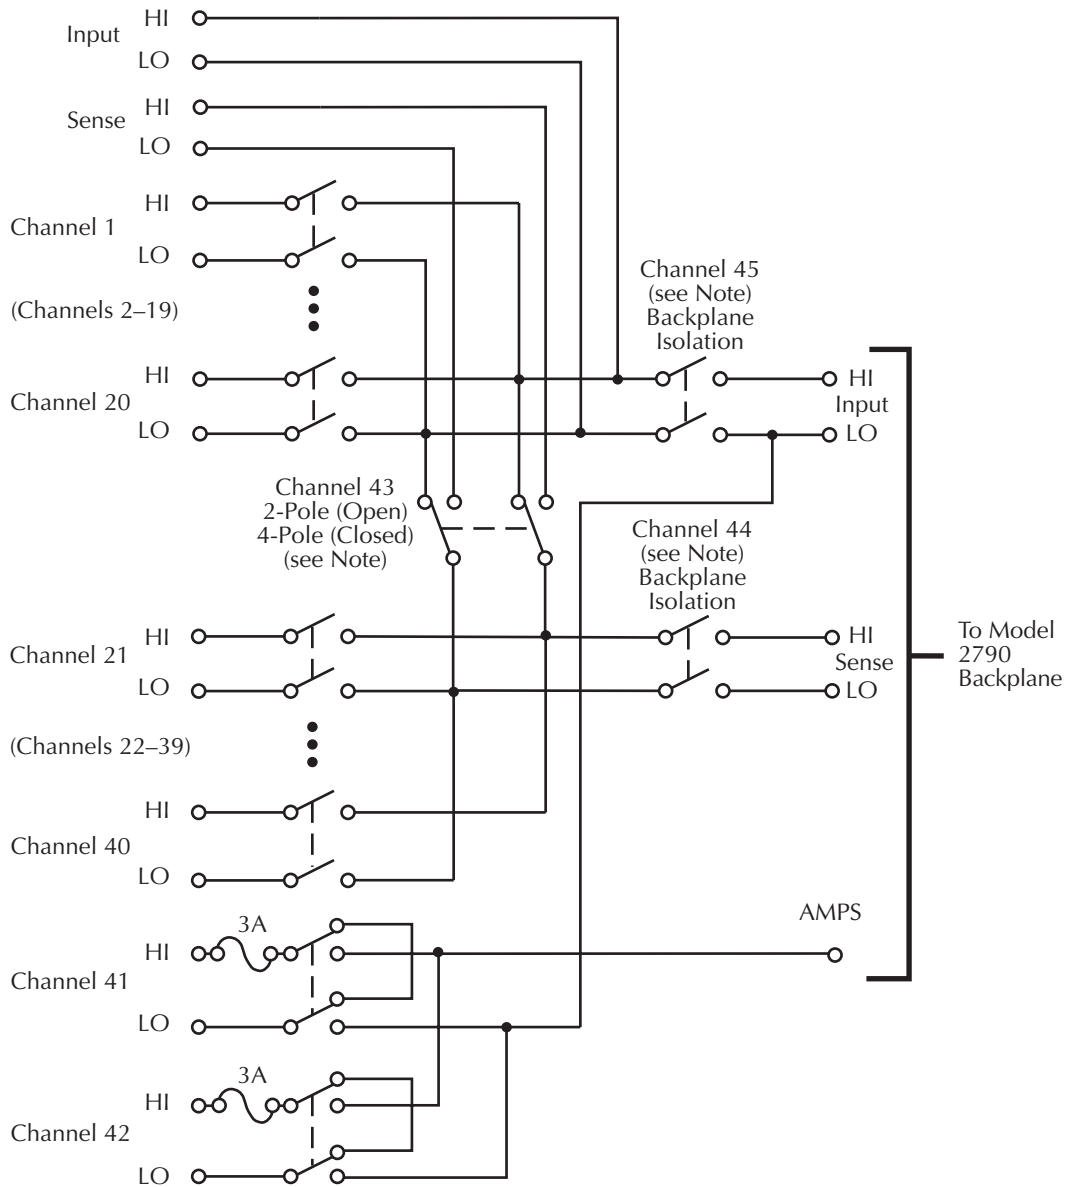 Input
HI
LO
Sense
HI
LO
Channel 1
HI
LO
(Channels 2–19)
Channel 20
HI
LO
Channel 45
(see Note)
Backplane
Isolation
HI
Input
LO
Channel 43
2-Pole (Open)
4-Pole (Closed)
(see Note)
Channel 44
(see Note)
Backplane
Isolation
Channel 21
HI
LO
HI
Sense
LO
To Model
2790
Backplane
(Channels 22–39)
Channel 40
HI
LO
AMPS
Channel 41
HI
3A
LO
Channel 42
HI
3A
LO